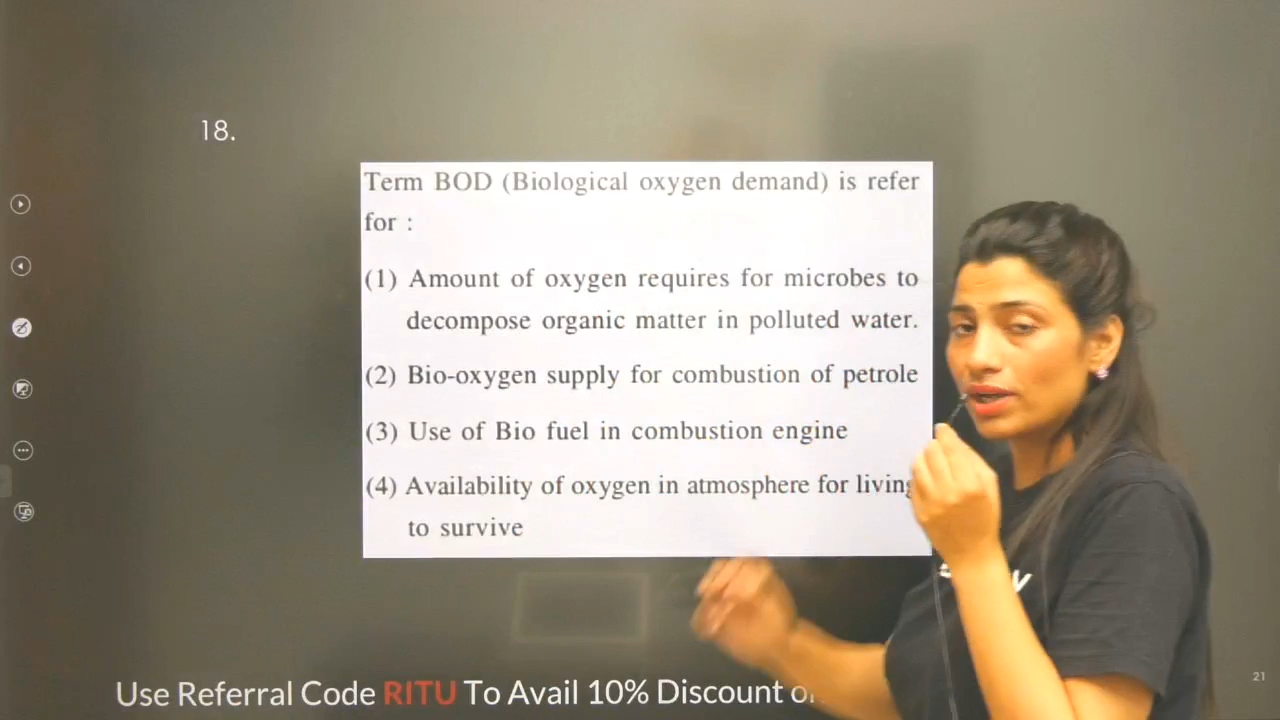 18.
Term BOD (Biological oxygen demand) is refer
for :
(1) Amount of oxygen requires for microbes to
decompose organic matter in polluted water.
(2) Bio-oxygen supply for combustion of petrole
(3) Use of Bio fuel in combustion engine
(4) Availability of oxygen in atmosphere for living
to survive
Use Referral Code RITU To Avail 10% Discount
21